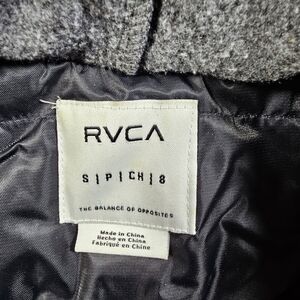 RVCA
S|P|CH|8
THE BALANCE OF OPPOSITES
Made in China
Hecho en China
Fabriqué en Chine